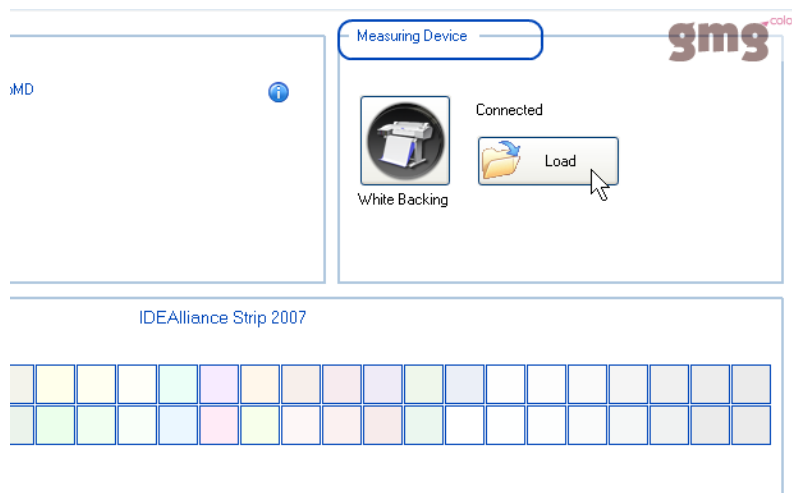 Measuring Device
gmg
colo
oMD
Connected
Load
White Backing
IDEAlliance Strip 2007